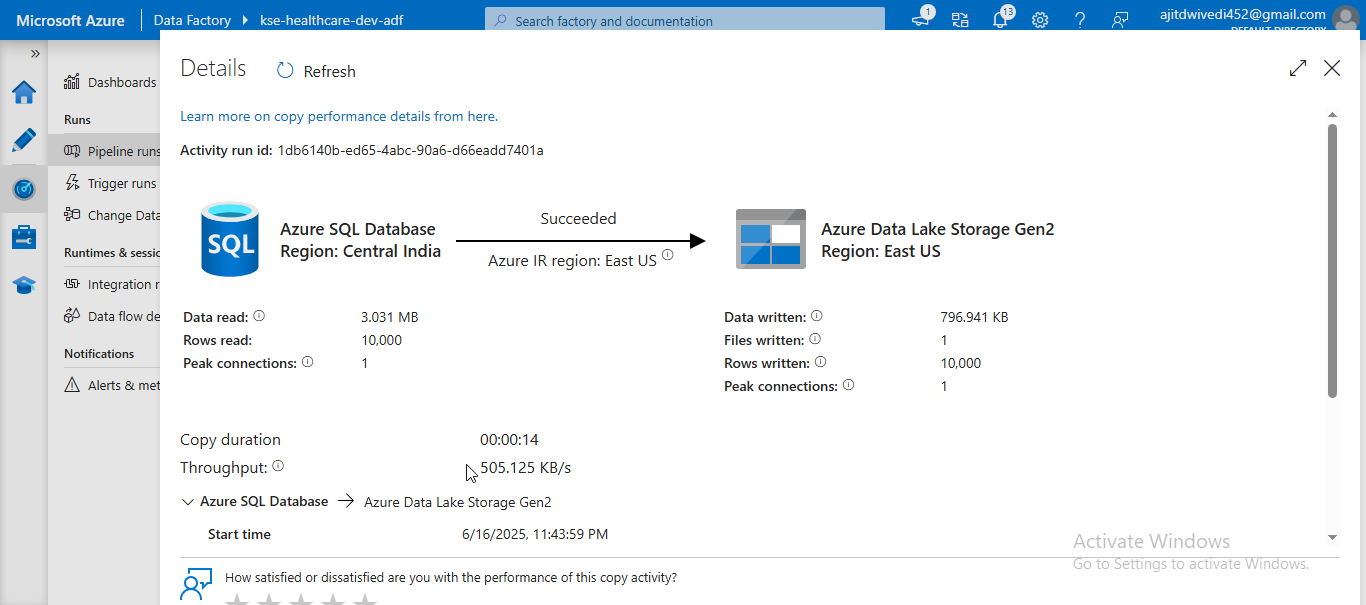 Microsoft Azure
Data Factory
kse-healthcare-dev-adf
Search factory and documentation
1
13
ajitdwivedi452@gmail.com
DEFAULT DIRECTORY
»
Dashboards
Runs
Pipeline runs
Trigger runs
Change Data
Runtimes & sessio
Integration r
Data flow de
Notifications
Alerts & met
Details
Refresh
Learn more on copy performance details from here.
Activity run id: 1db6140b-ed65-4abc-90a6-d66eadd7401a
SQL
Azure SQL Database
Region: Central India
Succeeded
Azure IR region: East US
Azure Data Lake Storage Gen2
Region: East US
Data read: 3.031 MB
Rows read: 10,000
Peak connections: 1
Data written: 796.941 KB
Files written: 1
Rows written: 10,000
Peak connections: 1
Copy duration 00:00:14
Throughput: 505.125 KB/s
Azure SQL Database → Azure Data Lake Storage Gen2
Start time 6/16/2025, 11:43:59 PM
How satisfied or dissatisfied are you with the performance of this copy activity?
Activate Windows
Go to Settings to activate Windows.